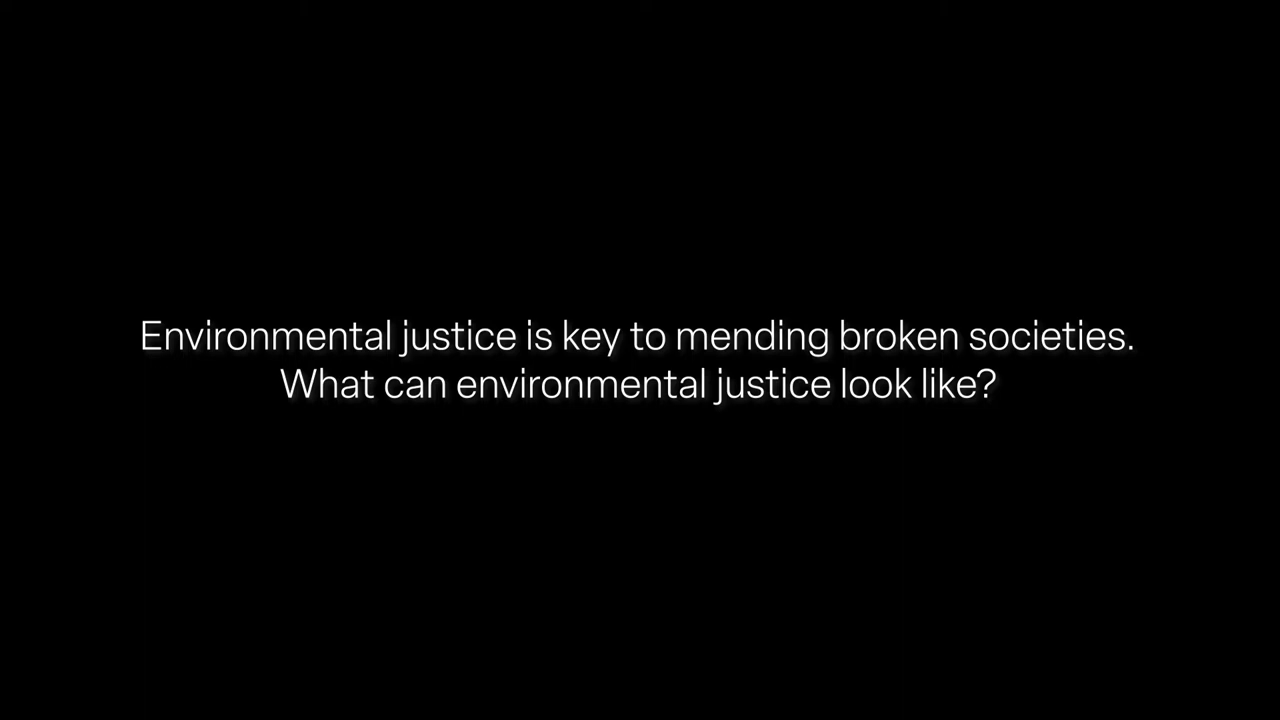 Environmental justice is key to mending broken societies.
What can environmental justice look like?